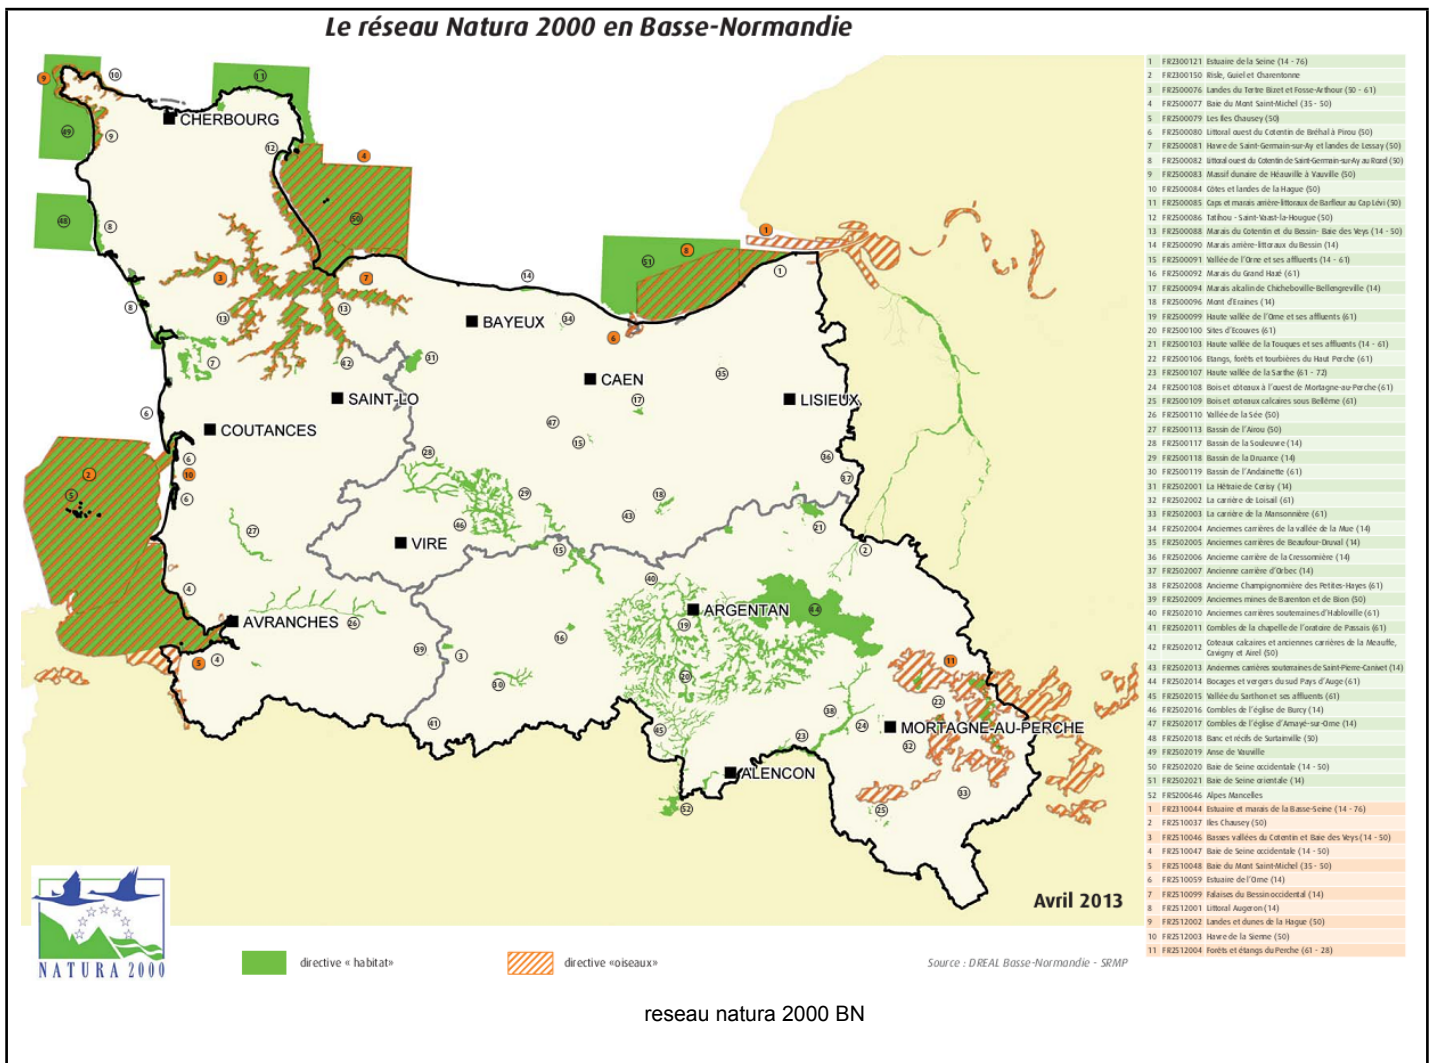 Le réseau Natura 2000 en Basse-Normandie
CHERBOURG
BAYEUX
CAEN
LISIEUX
SAINT-LO
COUTANCES
VIRE
ARGENTAN
AVRANCHES
MORTAGNE-AU-PERCHE
ALENCON
1 FR2300121 Estuaire de la Seine (14 - 76)
2 FR2300150 Risle, Guiel et Charentonne
3 FR2500076 Landes du Tertre Bizet et Fosse-Arthour (50 - 61)
4 FR2500077 Baie du Mont Saint-Michel (35 - 50)
5 FR2500079 Les Iles Chausey (50)
6 FR2500080 Littoral ouest du Cotentin de Bréhal à Pirou (50)
7 FR2500081 Havre de Saint-Germain-sur-Ay et landes de Lessay (50)
8 FR2500082 Littoral ouest du Cotentin de Saint-Germain-sur-Ay au Rozel (50)
9 FR2500083 Massif dunaire de Héauville à Vauville (50)
10 FR2500084 Côtes et landes de la Hague (50)
11 FR2500085 Caps et marais arrière-littoraux de Barfleur au Cap Lévi (50)
12 FR2500086 Tatihou - Saint-Vaast-la-Hougue (50)
13 FR2500088 Marais du Cotentin et du Bessin- Baie des Veys (14 - 50)
14 FR2500090 Marais arrière-littoraux du Bessin (14)
15 FR2500091 Vallée de l'Orne et ses affluents (14 - 61)
16 FR2500092 Marais du Grand Hazé (61)
17 FR2500094 Marais alcalin de Chicheboville-Bellengreville (14)
18 FR2500096 Mont d'Eraines (14)
19 FR2500099 Haute vallée de l'Orne et ses affluents (61)
20 FR2500100 Sites d'Ecouves (61)
21 FR2500103 Haute vallée de la Touques et ses affluents (14 - 61)
22 FR2500106 Etangs, forêts et tourbières du Haut Perche (61)
23 FR2500107 Haute vallée de la Sarthe (61 - 72)
24 FR2500108 Bois et côteaux à l'ouest de Mortagne-au-Perche (61)
25 FR2500109 Bois et coteaux calcaires sous Bellême (61)
26 FR2500110 Vallée de la Sée (50)
27 FR2500113 Bassin de l'Airou (50)
28 FR2500117 Bassin de la Souleuvre (14)
29 FR2500118 Bassin de la Druance (14)
30 FR2500119 Bassin de l'Andainette (61)
31 FR2502001 La Hêtraie de Cerisy (14)
32 FR2502002 La carrière de Loisail (61)
33 FR2502003 La carrière de la Mansonnière (61)
34 FR2502004 Anciennes carrières de la vallée de la Mue (14)
35 FR2502005 Anciennes carrières de Beaufour-Druval (14)
36 FR2502006 Ancienne carrière de la Cressonnière (14)
37 FR2502007 Ancienne carrière d'Orbec (14)
38 FR2502008 Ancienne Champignonnière des Petites-Hayes (61)
39 FR2502009 Anciennes mines de Barenton et de Bion (50)
40 FR2502010 Anciennes carrières souterraines d'Habloville (61)
41 FR2502011 Combles de la chapelle de l'oratoire de Passais (61)
42 FR2502012 Coteaux calcaires et anciennes carrières de la Meauffe,
Cavigny et Airel (50)
43 FR2502013 Anciennes carrières souterraines de Saint-Pierre-Canivet (14)
44 FR2502014 Bocages et vergers du sud Pays d'Auge (61)
45 FR2502015 Vallée du Sarthon et ses affluents (61)
46 FR2502016 Combles de l'église de Burcy (14)
47 FR2502017 Combles de l'église d'Amayé-sur-Orne (14)
48 FR2502018 Banc et récifs de Surtainville (50)
49 FR2502019 Anse de Vauville
50 FR2502020 Baie de Seine occidentale (14 - 50)
51 FR2502021 Baie de Seine orientale (14)
52 FR5200646 Alpes Mancelles
1 FR2310044 Estuaire et marais de la Basse-Seine (14 - 76)
2 FR2510037 Iles Chausey (50)
3 FR2510046 Basses vallées du Cotentin et Baie des Veys (14 - 50)
4 FR2510047 Baie de Seine occidentale (14 - 50)
5 FR2510048 Baie du Mont Saint-Michel (35 - 50)
6 FR2510059 Estuaire de l'Orne (14)
7 FR2510099 Falaises du Bessin occidental (14)
8 FR2512001 Littoral Augeron (14)
9 FR2512002 Landes et dunes de la Hague (50)
10 FR2512003 Havre de la Sienne (50)
11 FR2512004 Forêts et étangs du Perche (61 - 28)
Avril 2013
NATURA 2000
directive « habitat»
directive «oiseaux»
Source : DREAL Basse-Normandie - SRMP
reseau natura 2000 BN